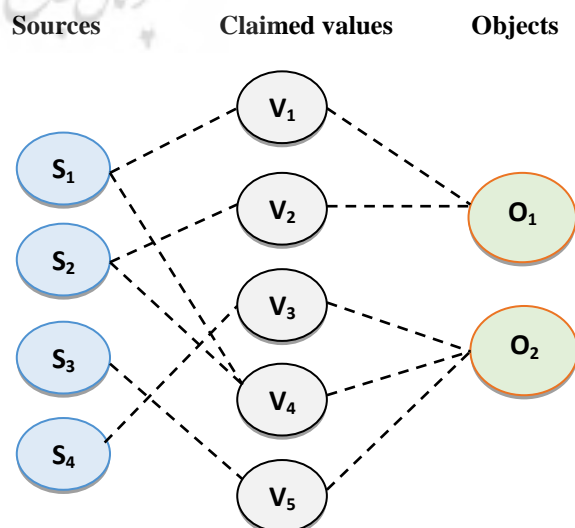 Sources Claimed values Objects
V₁
S₁
V₂
O₁
S₂
V₃
O₂
S₃
V₄
S₄
V₅